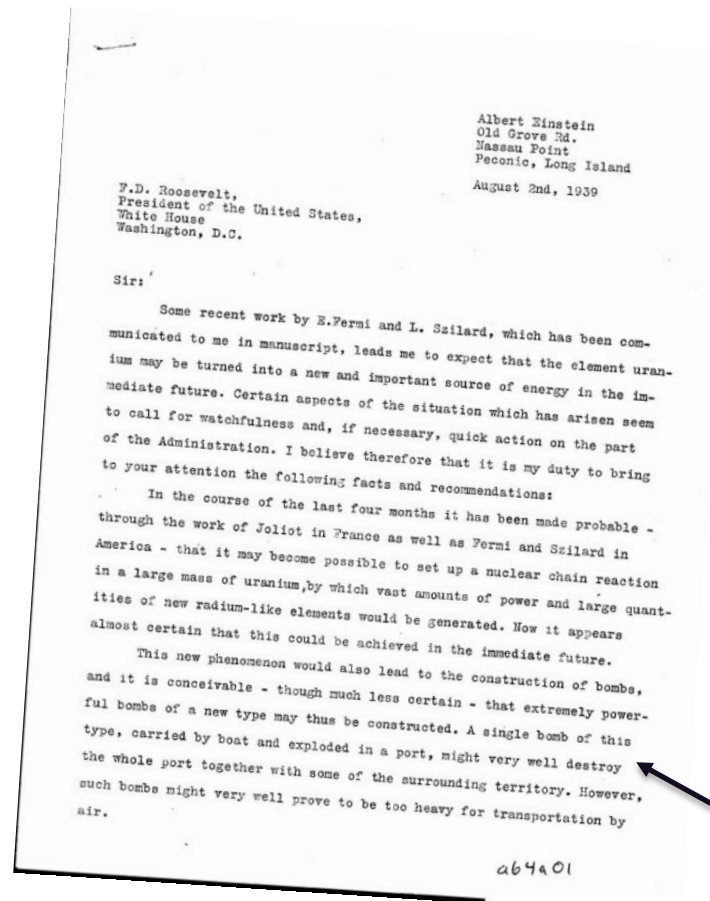 Albert Einstein
Old Grove Rd.
Nassau Point
Peconic, Long Island
August 2nd, 1939
F.D. Roosevelt,
President of the United States,
White House
Washington, D.C.
Sir:
Some recent work by E.Fermi and L. Szilard, which has been com-
municated to me in manuscript, leads me to expect that the element uran-
ium may be turned into a new and important source of energy in the im-
mediate future. Certain aspects of the situation which has arisen seem
to call for watchfulness and, if necessary, quick action on the part
of the Administration. I believe therefore that it is my duty to bring
to your attention the following facts and recommendations:
In the course of the last four months it has been made probable -
through the work of Joliot in France as well as Fermi and Szilard in
America - that it may become possible to set up a nuclear chain reaction
in a large mass of uranium,by which vast amounts of power and large quant-
ities of new radium-like elements would be generated. Now it appears
almost certain that this could be achieved in the immediate future.
This new phenomenon would also lead to the construction of bombs,
and it is conceivable - though much less certain - that extremely power-
ful bombs of a new type may thus be constructed. A single bomb of this
type, carried by boat and exploded in a port, might very well destroy
the whole port together with some of the surrounding territory. However,
such bombs might very well prove to be too heavy for transportation by
air.
a64a01